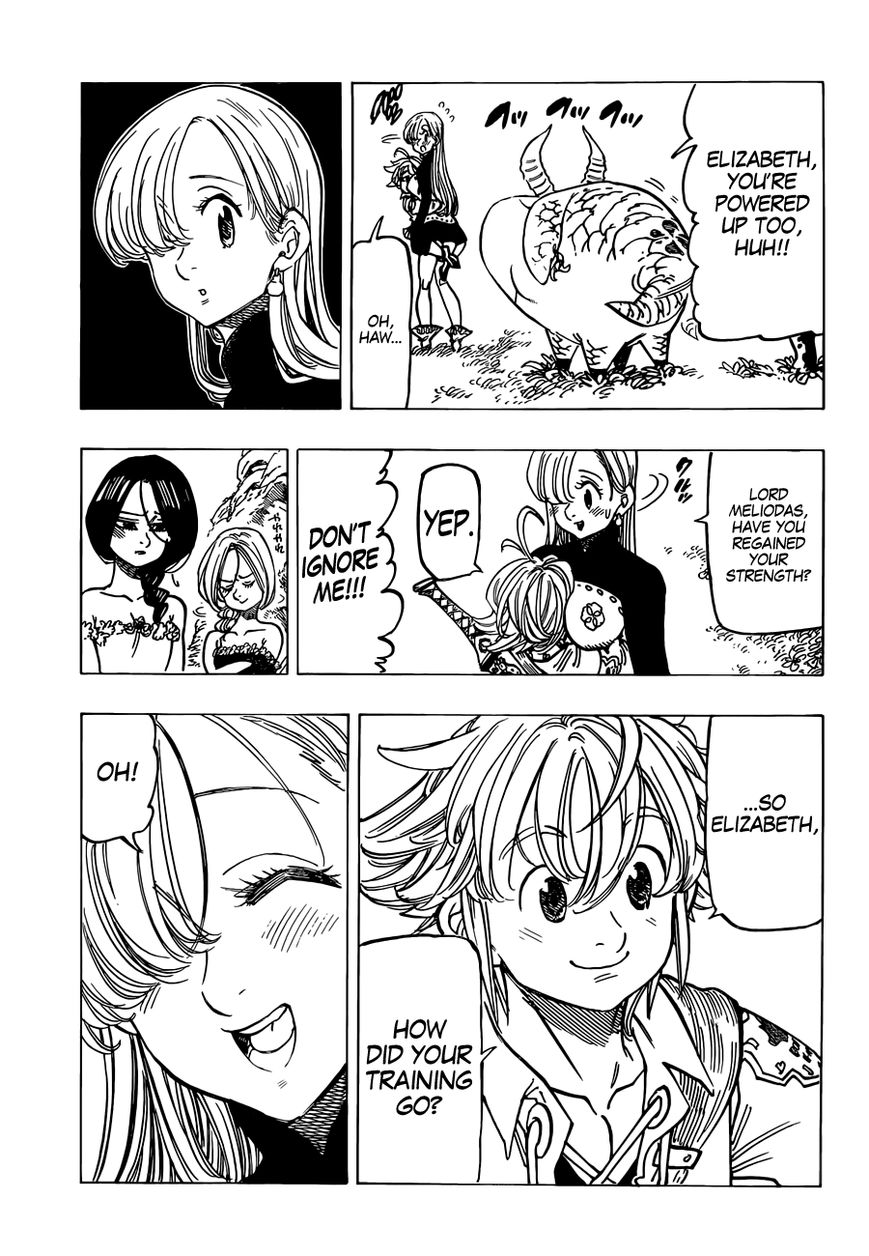 ELIZABETH,
YOU'RE
POWERED
UP TOO,
HUH!!
OH,
HAW...
LORD
MELIODAS,
HAVE YOU
REGAINED
YOUR
STRENGTH?
YEP.
DON'T
IGNORE
ME!!!
...SO
ELIZABETH,
HOW
DID YOUR
TRAINING
GO?
OH!